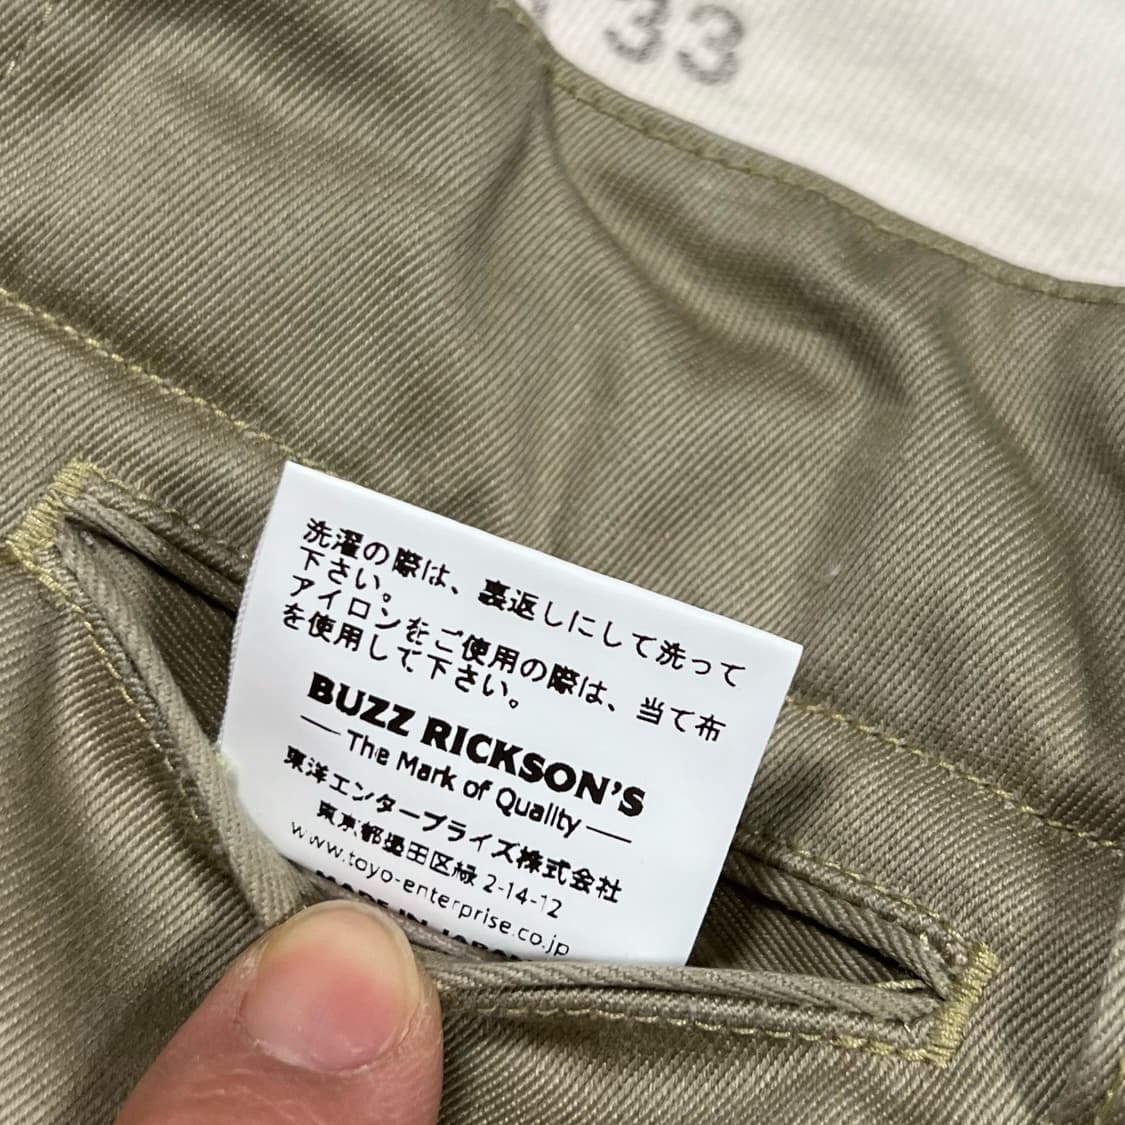 33
洗濯の際は、裏返しにして洗って
下さい。
アイロンをご使用の際は、当て布
を使用して下さい。
BUZZ RICKSON'S
The Mark of Quality
東洋エンタープライズ株式会社
東京都墨田区緑 2-14-12
www.toyo-enterprise.co.jp
MADE IN JAPAN